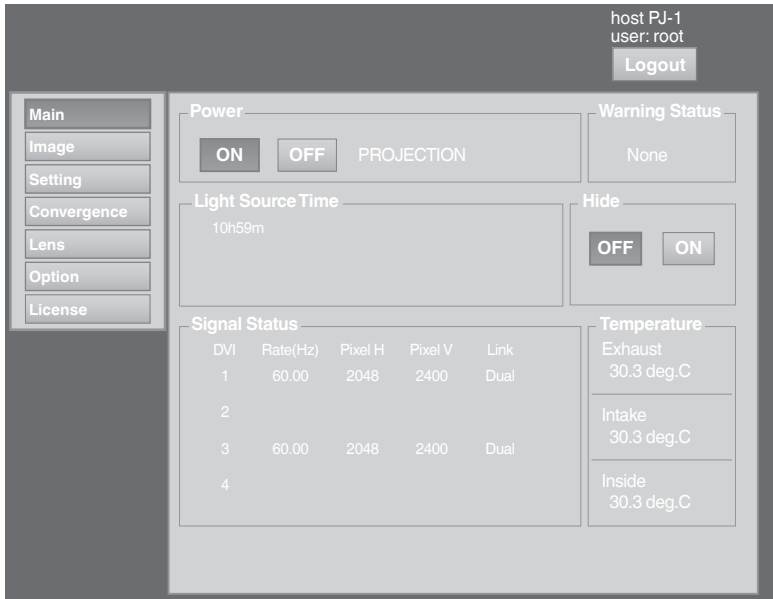 host PJ-1
user: root
Logout
Main
Image
Setting
Convergence
Lens
Option
License
Power
ON OFF PROJECTION
Warning Status
None
Light Source Time
10h59m
Hide
OFF ON
Signal Status
DVI Rate(Hz) Pixel H Pixel V Link
1 60.00 2048 2400 Dual
2
3 60.00 2048 2400 Dual
4
Temperature
Exhaust
30.3 deg.C
Intake
30.3 deg.C
Inside
30.3 deg.C